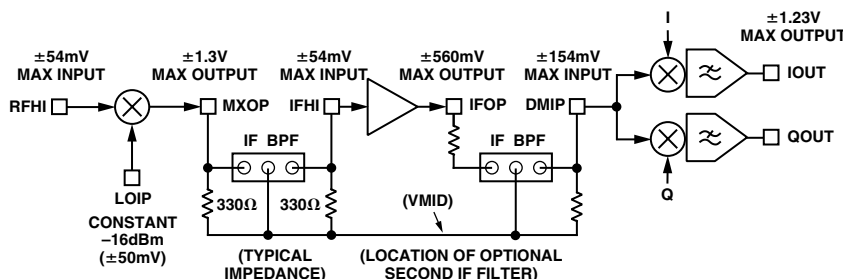 ±54mV
MAX INPUT
±1.3V
MAX OUTPUT
±54mV
MAX INPUT
±560mV
MAX OUTPUT
±154mV
MAX INPUT
I
±1.23V
MAX OUTPUT
RFHI
MXOP
IFHI
IFOP
DMIP
IOUT
IF BPF
IF BPF
QOUT
LOIP
330Ω
330Ω
(VMID)
Q
CONSTANT
–16dBm
(±50mV)
(TYPICAL
IMPEDANCE)
(LOCATION OF OPTIONAL
SECOND IF FILTER)